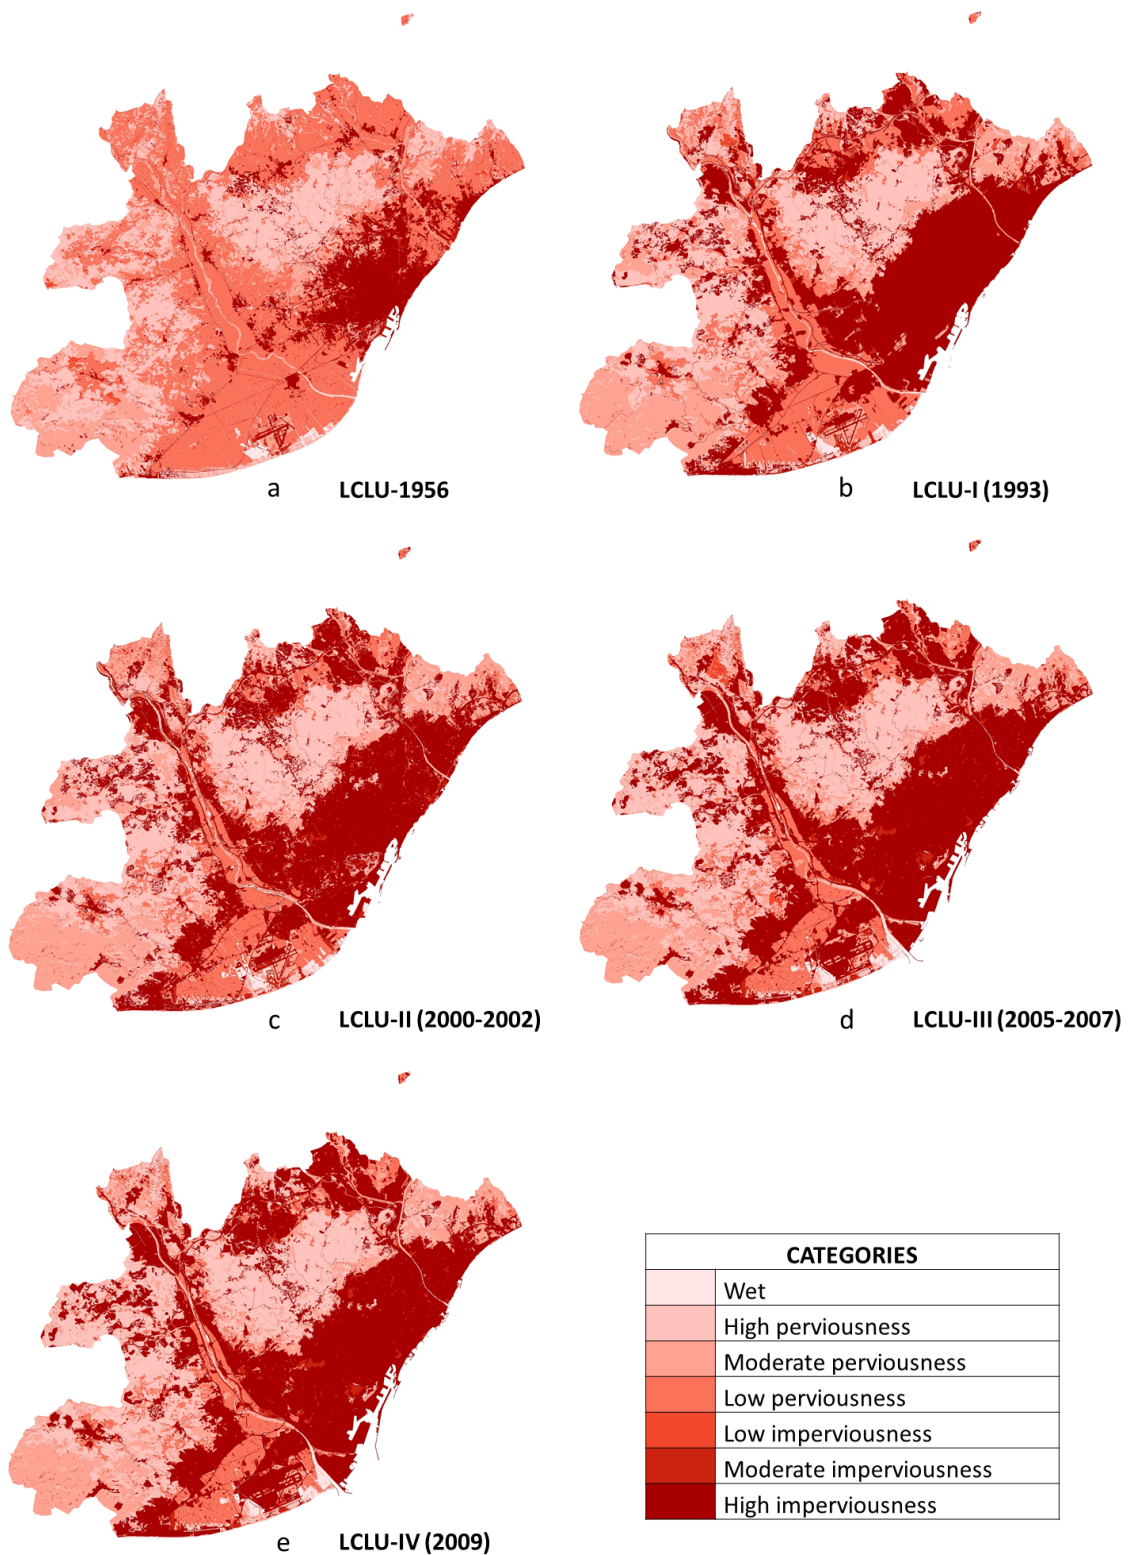 a LCLU-1956
b LCLU-I (1993)
c LCLU-II (2000-2002)
d LCLU-III (2005-2007)
CATEGORIES
Wet
High perviousness
Moderate perviousness
Low perviousness
Low imperviousness
Moderate imperviousness
High imperviousness
e LCLU-IV (2009)